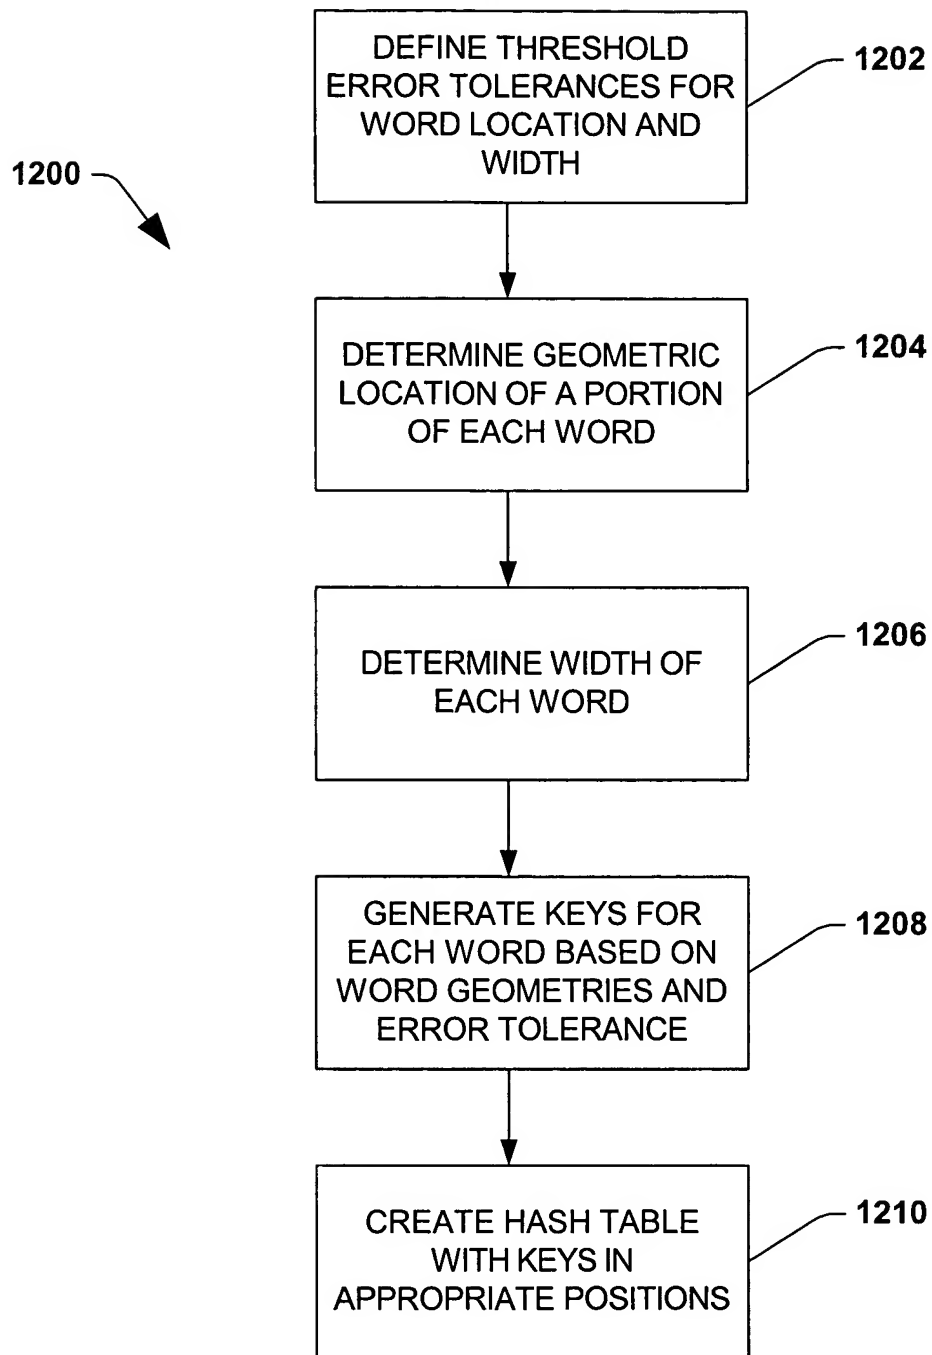 DEFINE THRESHOLD
ERROR TOLERANCES FOR
WORD LOCATION AND
WIDTH
1202
1200
DETERMINE GEOMETRIC
LOCATION OF A PORTION
OF EACH WORD
1204
DETERMINE WIDTH OF
EACH WORD
1206
GENERATE KEYS FOR
EACH WORD BASED ON
WORD GEOMETRIES AND
ERROR TOLERANCE
1208
CREATE HASH TABLE
WITH KEYS IN
APPROPRIATE POSITIONS
1210